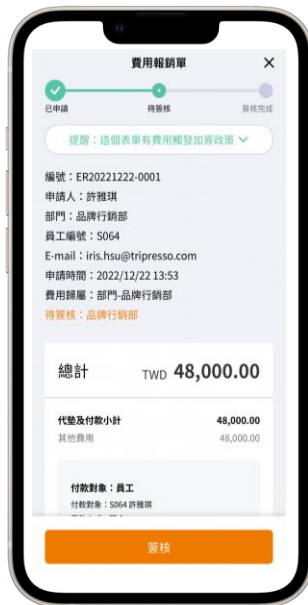 費用報銷單 ×
已申請 待簽核 簽核完成
提醒：這個表單有費用觸發加簽政策
編號：ER20221222-0001
申請人：許雅琪
部門：品牌行銷部
員工編號：S064
E-mail：iris.hsu@tripresso.com
申請時間：2022/12/22 13:53
費用歸屬：部門-品牌行銷部
待簽核：品牌行銷部
總計 TWD 48,000.00
代墊及付款小計 48,000.00
其他費用 48,000.00
付款對象：員工
付款對象：S064 許雅琪
簽核